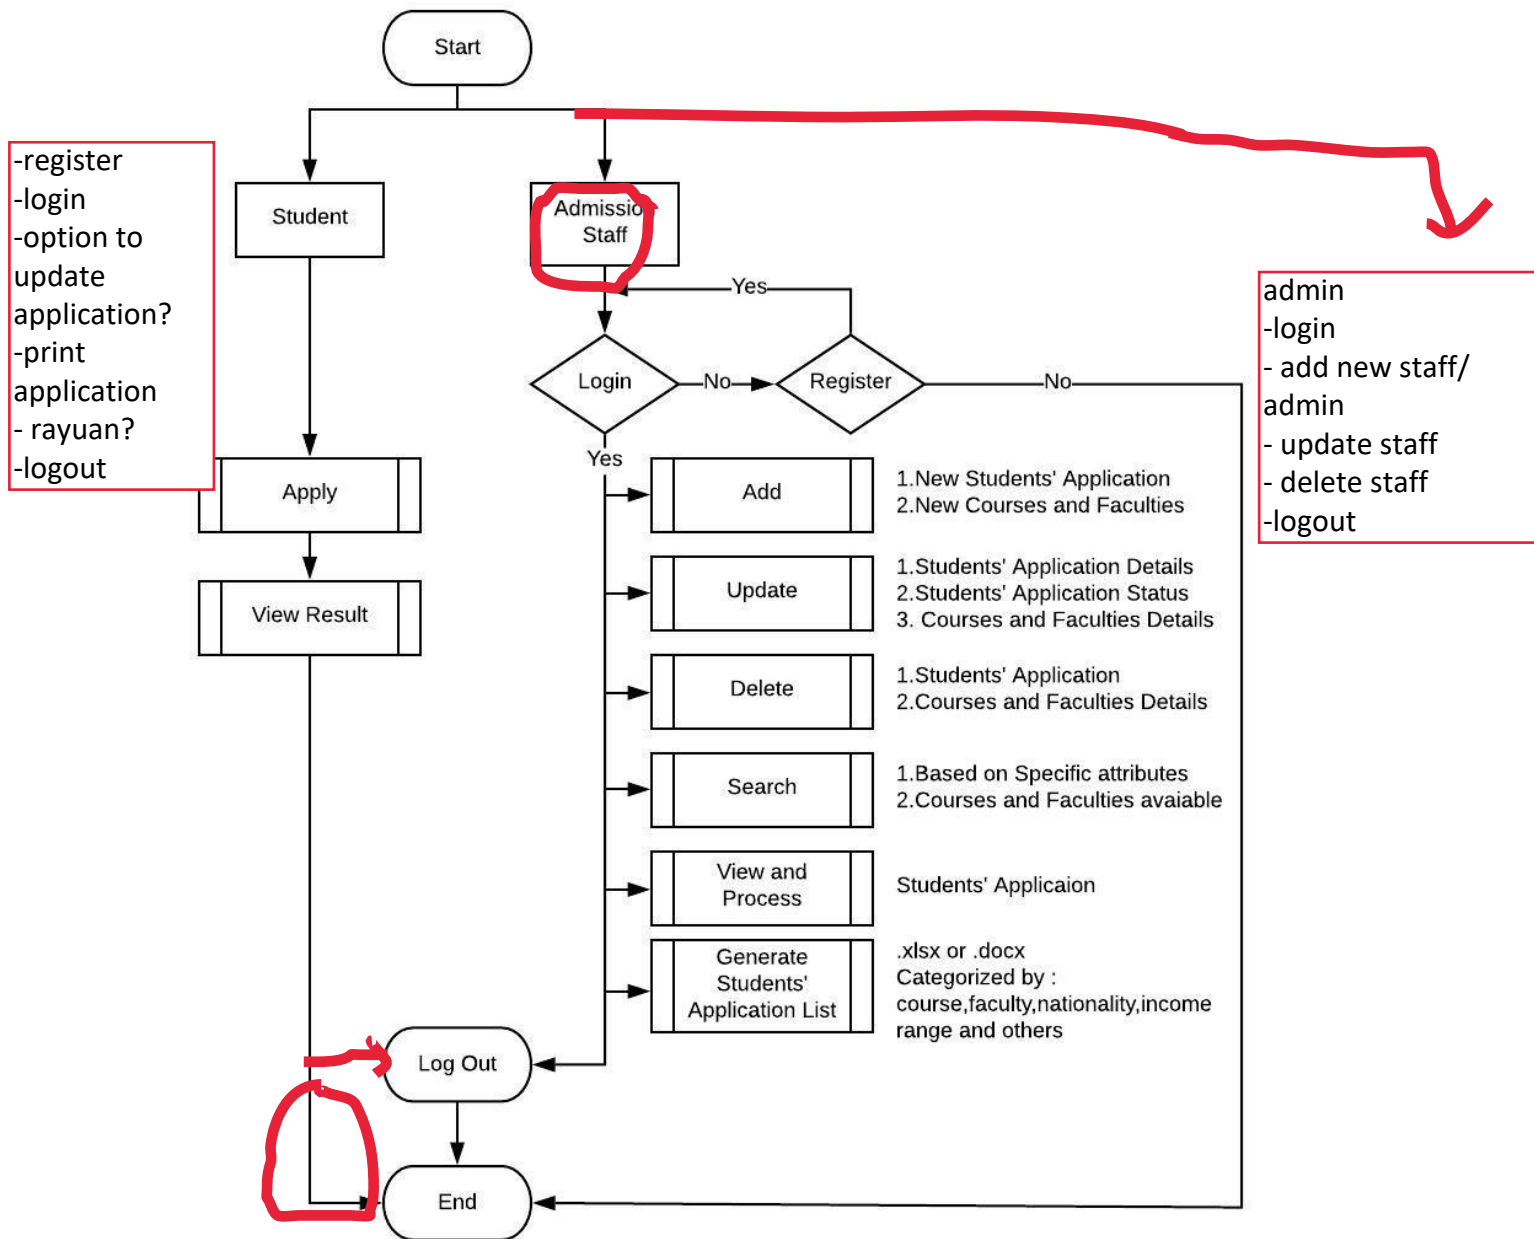 Start
-register
-login
-option to
update
application?
-print
application
- rayuan?
-logout
Student
Admission
Staff
Yes
admin
-login
- add new staff/
admin
- update staff
- delete staff
-logout
Login
No
Register
No
Yes
Apply
Add
1.New Students' Application
2.New Courses and Faculties
View Result
Update
1.Students' Application Details
2.Students' Application Status
3. Courses and Faculties Details
Delete
1.Students' Application
2.Courses and Faculties Details
Search
1.Based on Specific attributes
2.Courses and Faculties avaiable
View and
Process
Students' Applicaion
Generate
Students'
Application List
.xlsx or .docx
Categorized by :
course,faculty,nationality,income
range and others
Log Out
End